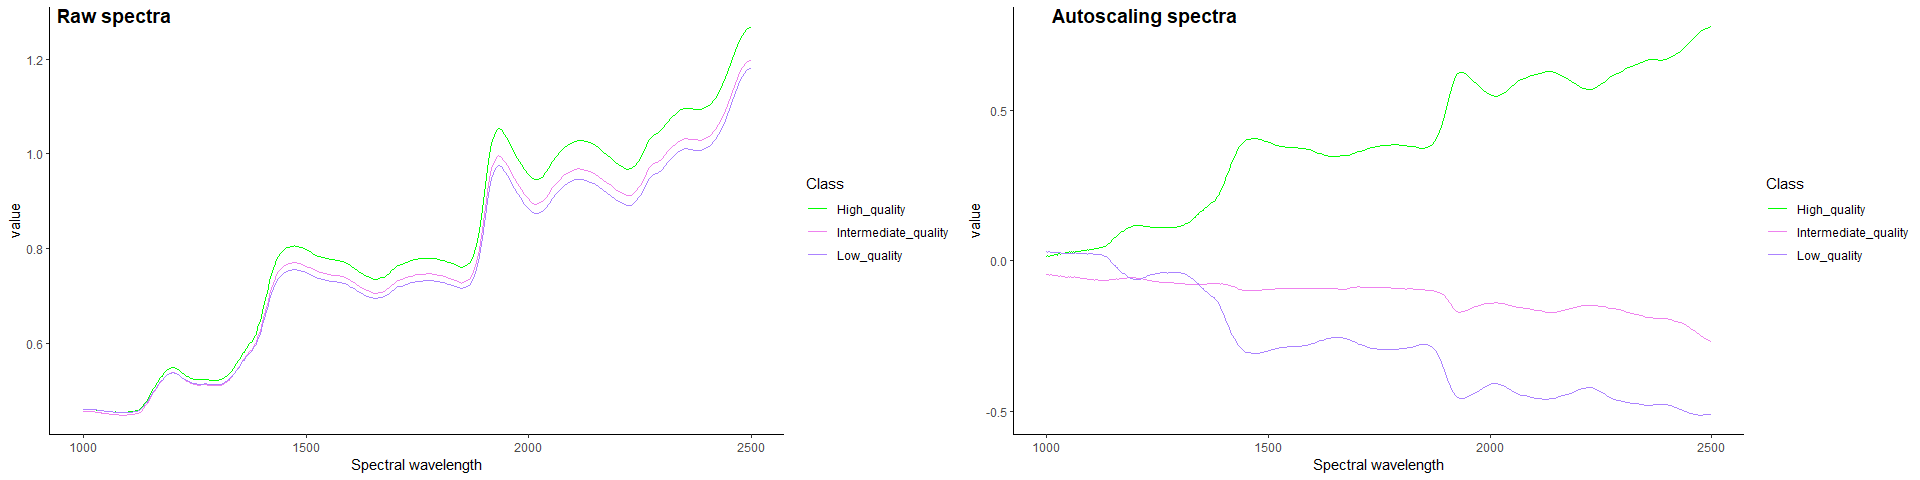 Raw spectra
1.2
1.0
0.8
0.6
value
1000
1500
2000
2500
Spectral wavelength
Class
High_quality
Intermediate_quality
Low_quality
Autoscaling spectra
0.5
0.0
-0.5
value
1000
1500
2000
2500
Spectral wavelength
Class
High_quality
Intermediate_quality
Low_quality